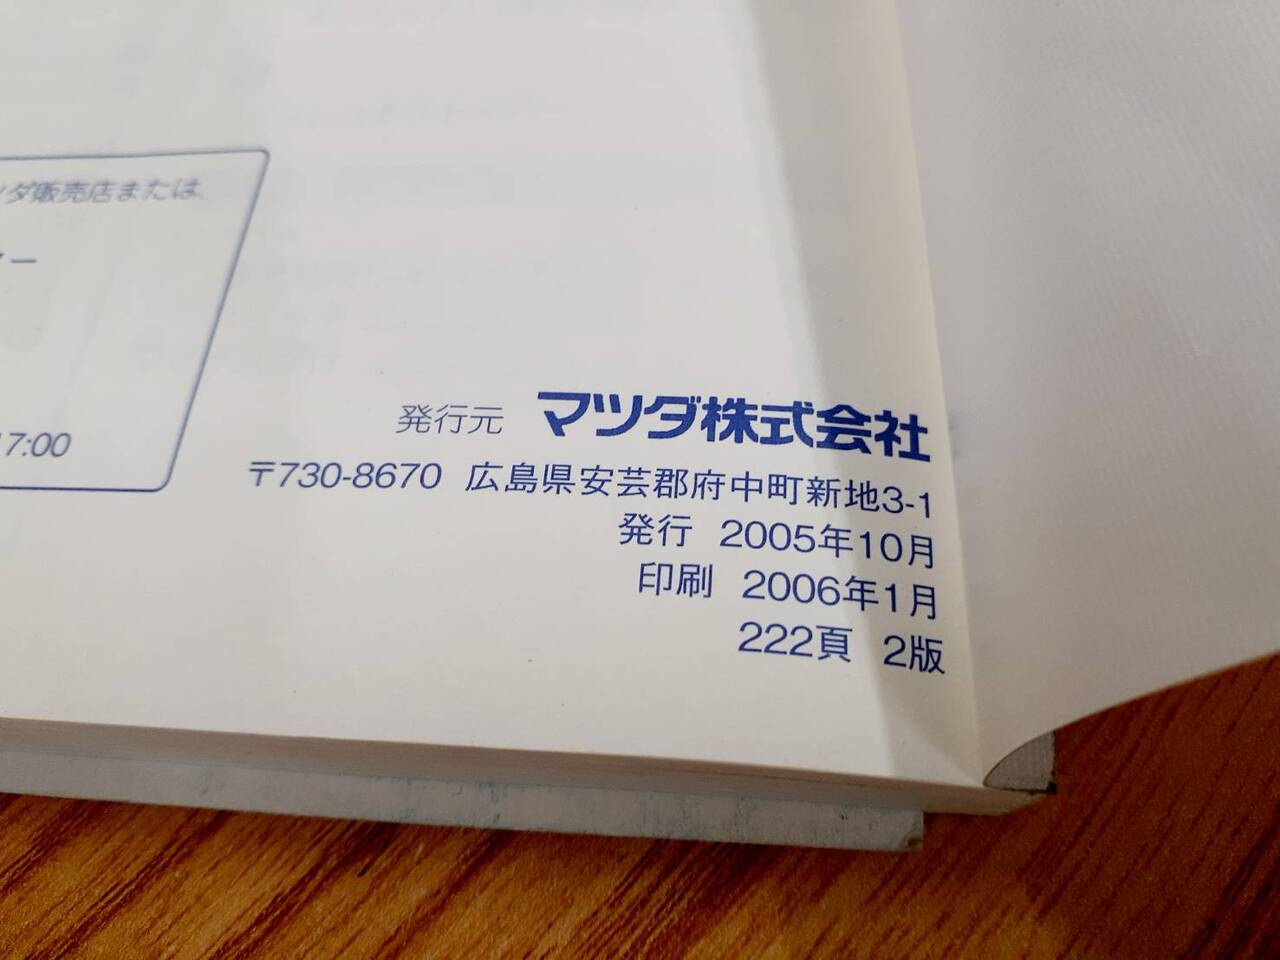 ダ販売店または、
ー
17:00
発行元 マツダ株式会社
〒730-8670 広島県安芸郡府中町新地3-1
発行 2005年10月
印刷 2006年1月
222頁 2版